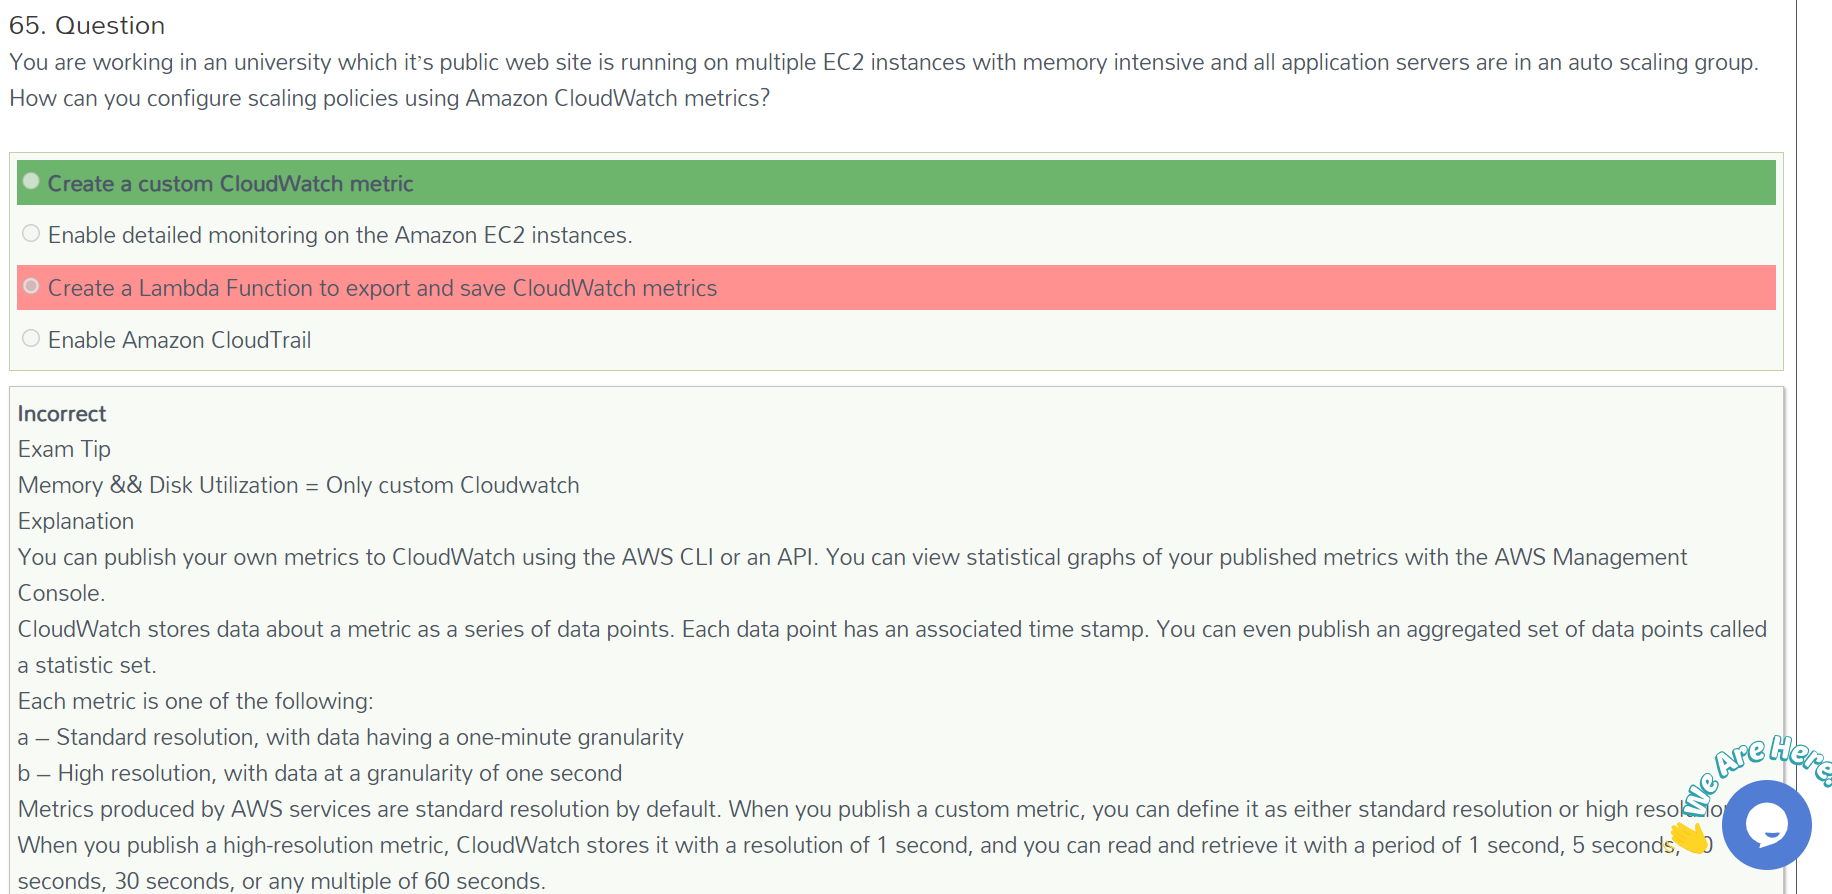 65. Question
You are working in an university which it's public web site is running on multiple EC2 instances with memory intensive and all application servers are in an auto scaling group.
How can you configure scaling policies using Amazon CloudWatch metrics?
Create a custom CloudWatch metric
Enable detailed monitoring on the Amazon EC2 instances.
Create a Lambda Function to export and save CloudWatch metrics
Enable Amazon CloudTrail
Incorrect
Exam Tip
Memory && Disk Utilization = Only custom Cloudwatch
Explanation
You can publish your own metrics to CloudWatch using the AWS CLI or an API. You can view statistical graphs of your published metrics with the AWS Management
Console.
CloudWatch stores data about a metric as a series of data points. Each data point has an associated time stamp. You can even publish an aggregated set of data points called
a statistic set.
Each metric is one of the following:
a – Standard resolution, with data having a one-minute granularity
b – High resolution, with data at a granularity of one second
Metrics produced by AWS services are standard resolution by default. When you publish a custom metric, you can define it as either standard resolution or high
When you publish a high-resolution metric, CloudWatch stores it with a resolution of 1 second, and you can read and retrieve it with a period of 1 second, 5 seconds,
seconds, 30 seconds, or any multiple of 60 seconds.
We Are Here!